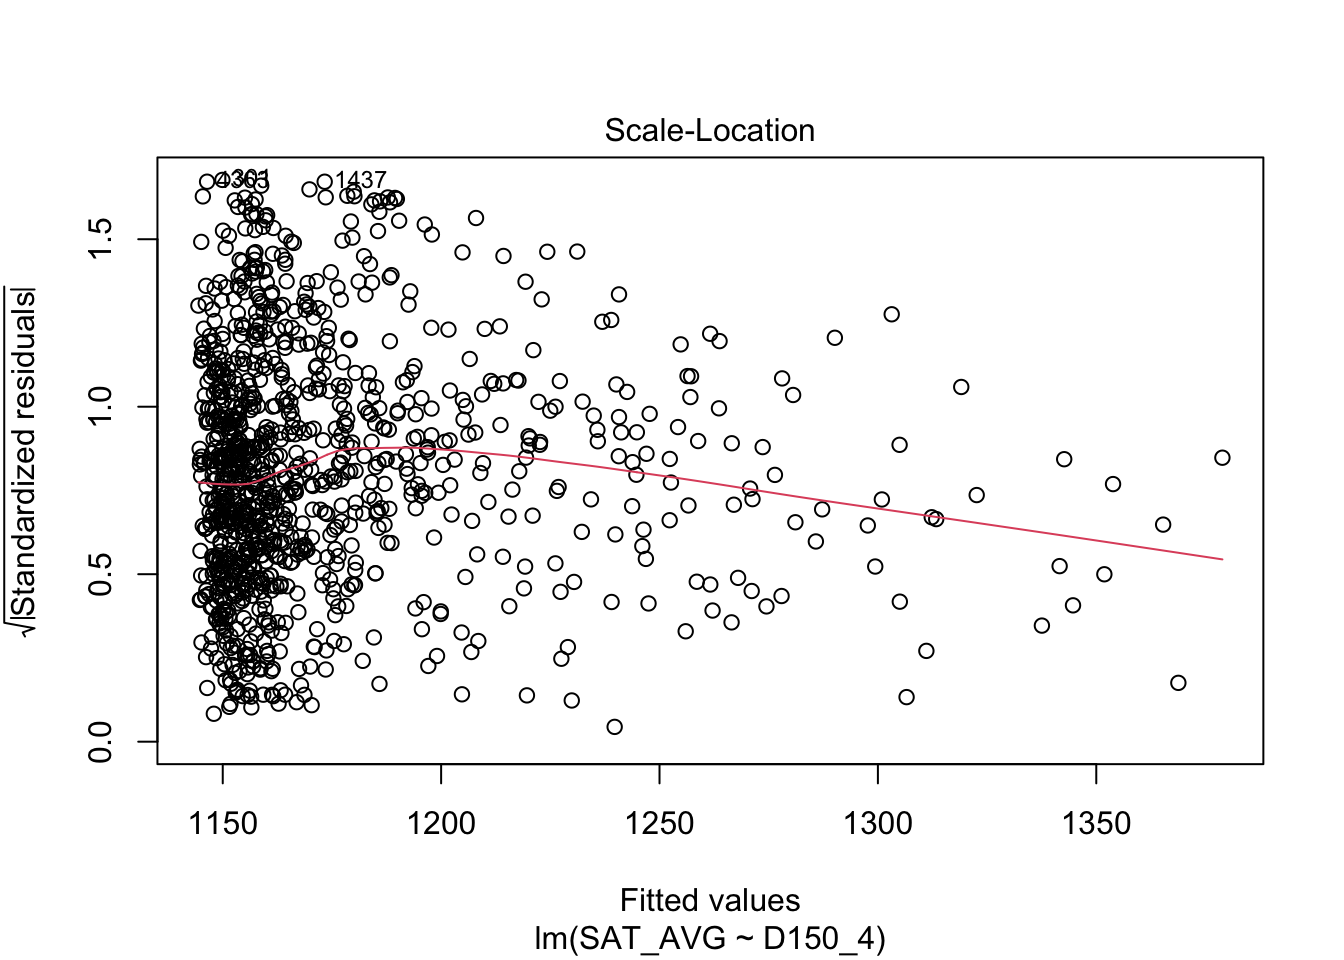 Scale-Location
√|Standardized residuals|
1.5
1.0
0.5
0.0
1437
1150 1200 1250 1300 1350
Fitted values
lm(SAT_AVG ~ D150_4)